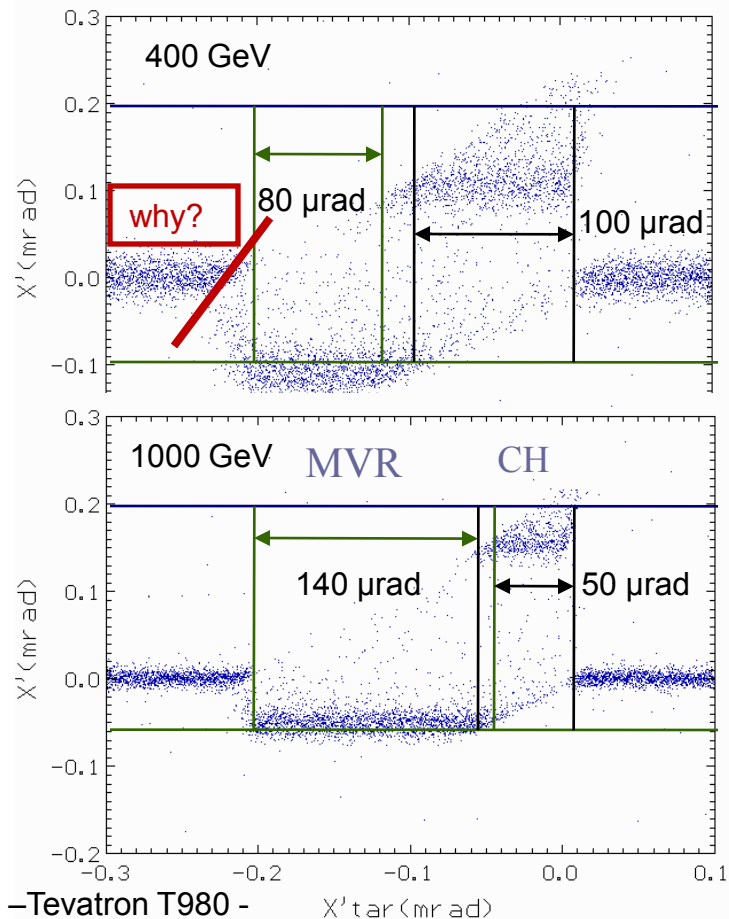 0.3
400 GeV
0.2
0.1
why?
80 µrad
100 µrad
X'(mrad)
0.0
-0.1
0.3
1000 GeV
MVR
CH
0.2
140 µrad
50 µrad
0.1
X'(mrad)
0.0
-0.1
-0.2
-0.3
-0.2
-0.1
0.0
0.1
–Tevatron T980 -
X'tar(mrad)